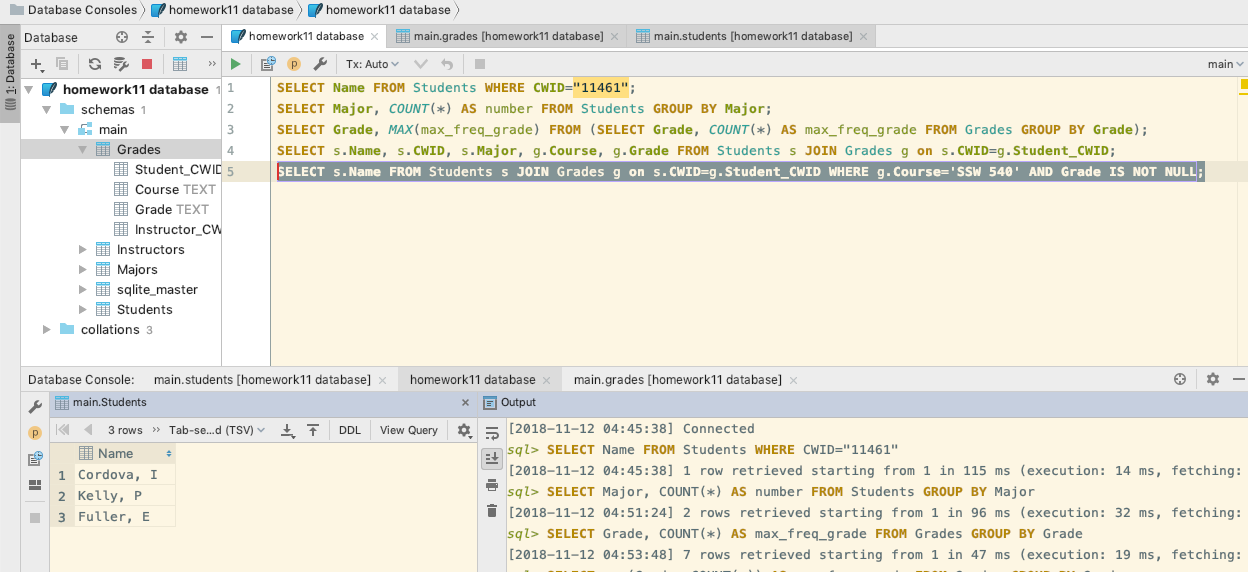 Database Consoles homework11 database homework11 database
1: Database
Database
homework11 database main.grades [homework11 database] main.students [homework11 database]
Tx: Auto main
homework11 database 1
schemas 1
main
Grades
Student_CWID
Course TEXT
Grade TEXT
Instructor_CW
Instructors
Majors
sqlite_master
Students
collations 3
1 SELECT Name FROM Students WHERE CWID="11461";
2 SELECT Major, COUNT(*) AS number FROM Students GROUP BY Major;
3 SELECT Grade, MAX(max_freq_grade) FROM (SELECT Grade, COUNT(*) AS max_freq_grade FROM Grades GROUP BY Grade);
4 SELECT s.Name, s.CWID, s.Major, g.Course, g.Grade FROM Students s JOIN Grades g on s.CWID=g.Student_CWID;
5 SELECT s.Name FROM Students s JOIN Grades g on s.CWID=g.Student_CWID WHERE g.Course='SSW 540' AND Grade IS NOT NULL;
Database Console: main.students [homework11 database] homework11 database main.grades [homework11 database]
main.Students
3 rows Tab-se...d (TSV) DDL View Query
Name
1 Cordova, I
2 Kelly, P
3 Fuller, E
Output
[2018-11-12 04:45:38] Connected
sql> SELECT Name FROM Students WHERE CWID="11461"
[2018-11-12 04:45:38] 1 row retrieved starting from 1 in 115 ms (execution: 14 ms, fetching:
sql> SELECT Major, COUNT(*) AS number FROM Students GROUP BY Major
[2018-11-12 04:51:24] 2 rows retrieved starting from 1 in 96 ms (execution: 32 ms, fetching:
sql> SELECT Grade, COUNT(*) AS max_freq_grade FROM Grades GROUP BY Grade
[2018-11-12 04:53:48] 7 rows retrieved starting from 1 in 47 ms (execution: 19 ms, fetching: